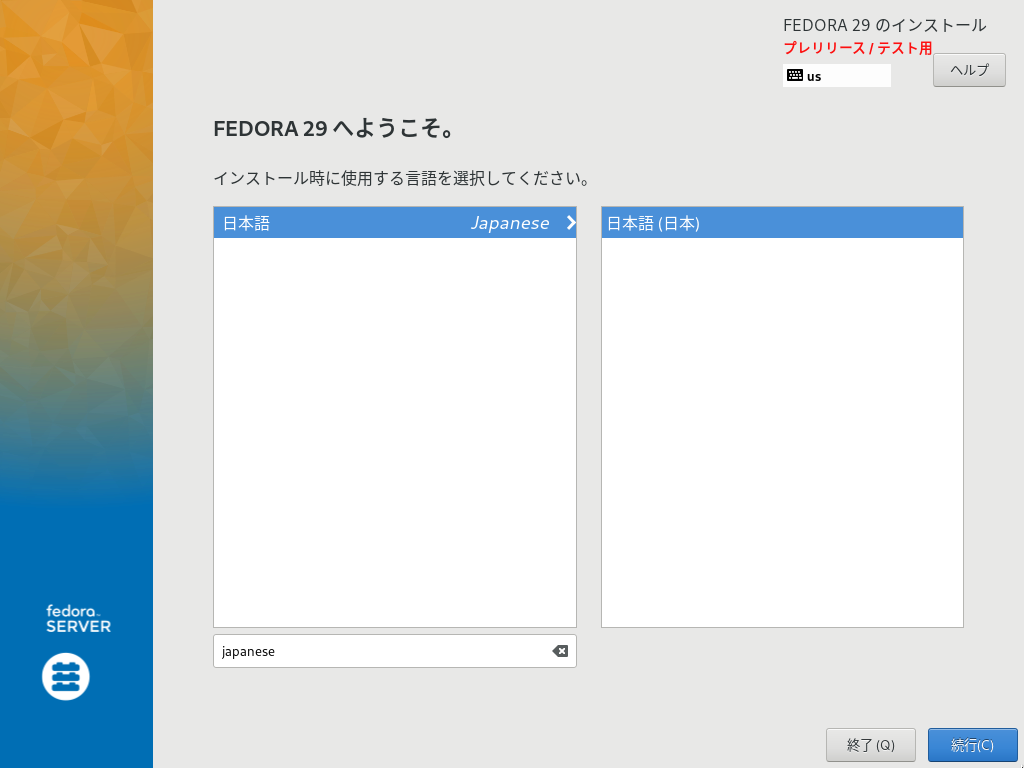 FEDORA 29 のインストール
プレリリース / テスト用
us
ヘルプ
FEDORA 29 へようこそ。
インストール時に使用する言語を選択してください。
日本語 Japanese
日本語 (日本)
japanese
fedora™
SERVER
終了(Q)
続行(C)